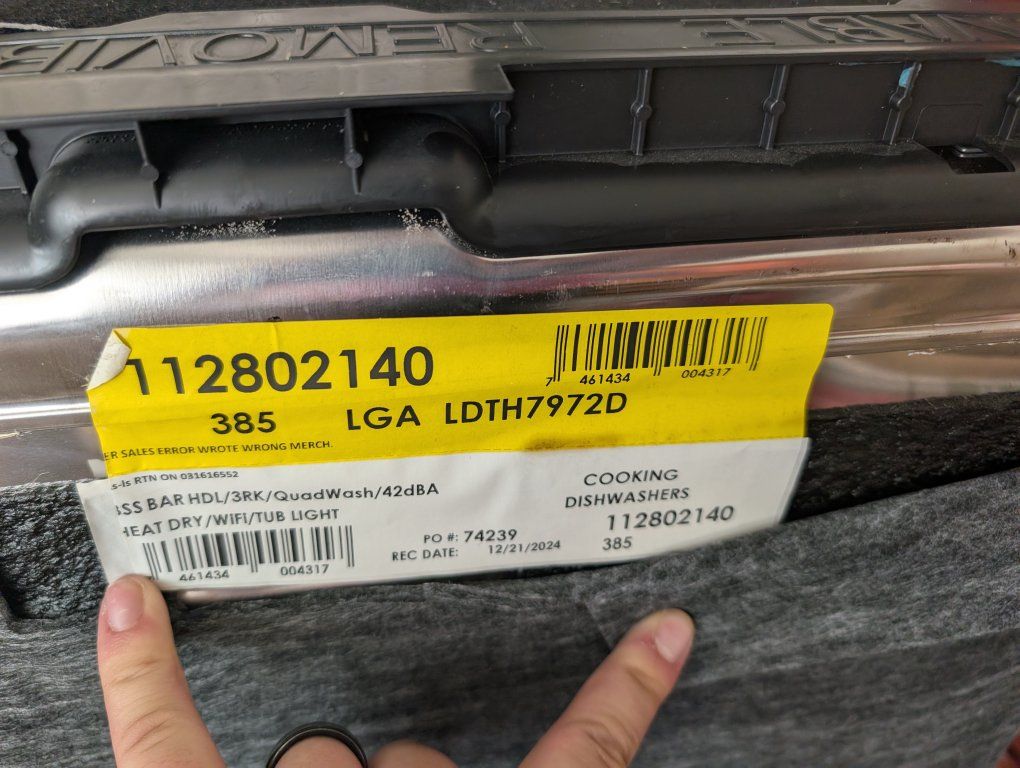 REMOVABLE
112802140
7 461434 004317
385 LGA LDTH7972D
ER SALES ERROR WROTE WRONG MERCH.
s-Is RTN ON 031616552
SS BAR HDL/3RK/QuadWash/42dBA
HEAT DRY/WIFI/TUB LIGHT
461434 004317
PO #: 74239
REC DATE: 12/21/2024
COOKING
DISHWASHERS
112802140
385